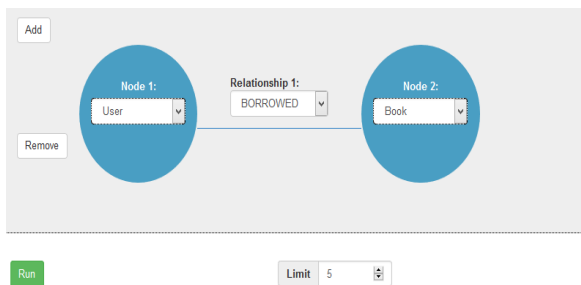 Add
Node 1:
User
Relationship 1:
BORROWED
Node 2:
Book
Remove
Run
Limit 5